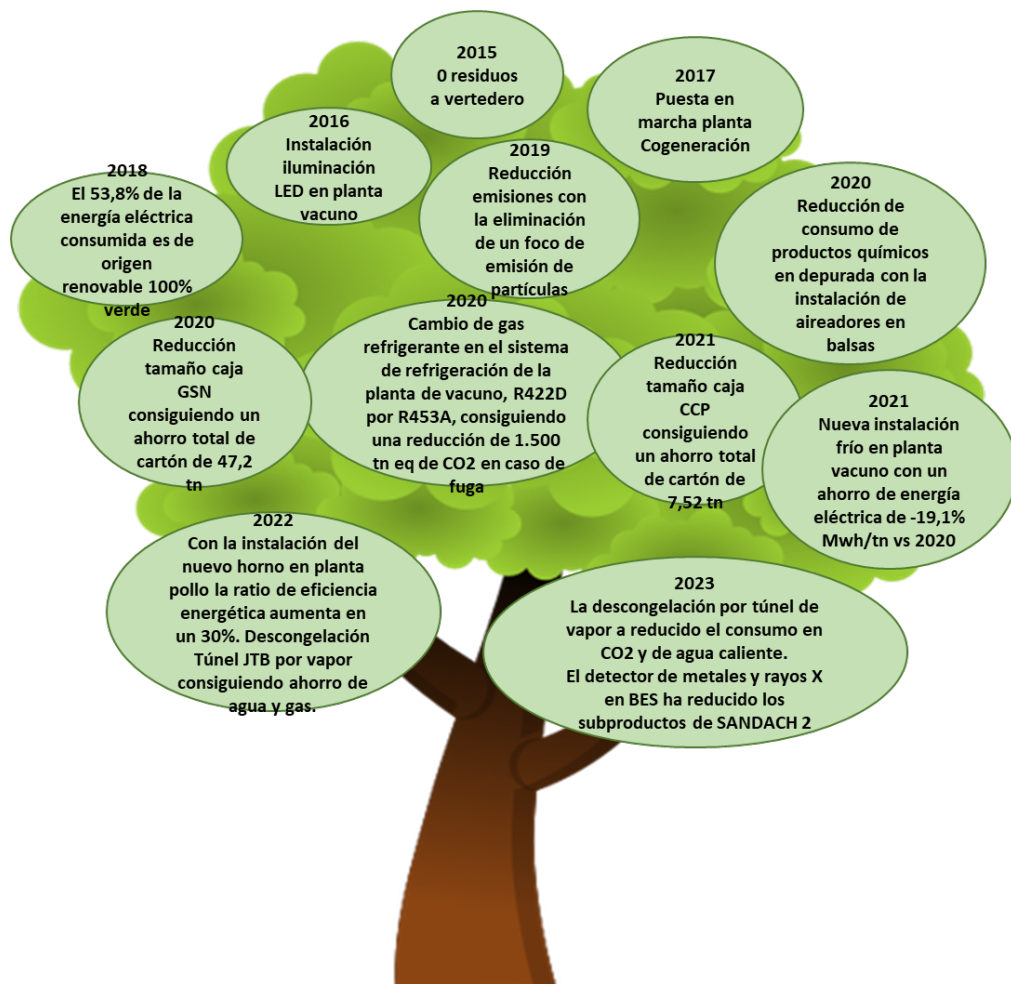 2015
0 residuos
a vertedero
2017
Puesta en
marcha planta
Cogeneración
2016
Instalación
iluminación
LED en planta
vacuno
2019
Reducción
emisiones con
la eliminación
de un foco de
emisión de
partículas
2018
El 53,8% de la
energía eléctrica
consumida es de
origen
renovable 100%
verde
2020
Reducción de
consumo de
productos químicos
en depurada con la
instalación de
aireadores en
balsas
2020
Reducción
tamaño caja
GSN
consiguiendo un
ahorro total de
cartón de 47,2
tn
2020
Cambio de gas
refrigerante en el sistema
de refrigeración de la
planta de vacuno, R422D
por R453A, consiguiendo
una reducción de 1.500
tn eq de CO2 en caso de
fuga
2021
Reducción
tamaño caja
CCP
consiguiendo
un ahorro total
de cartón de
7,52 tn
2021
Nueva instalación
frío en planta
vacuno con un
ahorro de energía
eléctrica de -19,1%
Mwh/tn vs 2020
2022
Con la instalación del
nuevo horno en planta
pollo la ratio de eficiencia
energética aumenta en
un 30%. Descongelación
Túnel JTB por vapor
consiguiendo ahorro de
agua y gas.
2023
La descongelación por túnel de
vapor a reducido el consumo en
CO2 y de agua caliente.
El detector de metales y rayos X
en BES ha reducido los
subproductos de SANDACH 2